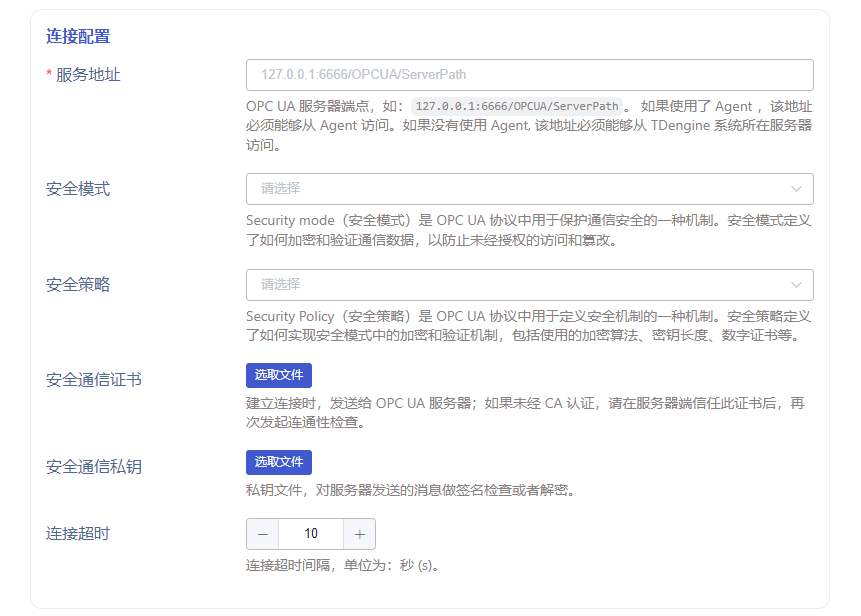 连接配置
* 服务地址
127.0.0.1:6666/OPCUA/ServerPath
OPC UA 服务器端点，如：127.0.0.1:6666/OPCUA/ServerPath 。 如果使用了 Agent ，该地址
必须能够从 Agent 访问。如果没有使用 Agent, 该地址必须能够从 TDengine 系统所在服务器
访问。
安全模式
请选择
Security mode（安全模式）是 OPC UA 协议中用于保护通信安全的一种机制。安全模式定义
了如何加密和验证通信数据，以防止未经授权的访问和篡改。
安全策略
请选择
Security Policy（安全策略）是 OPC UA 协议中用于定义安全机制的一种机制。安全策略定义
了如何实现安全模式中的加密和验证机制，包括使用的加密算法、密钥长度、数字证书等。
安全通信证书
选取文件
建立连接时，发送给 OPC UA 服务器；如果未经 CA 认证，请在服务器端信任此证书后，再
次发起连通性检查。
安全通信私钥
选取文件
私钥文件，对服务器发送的消息做签名检查或者解密。
连接超时
− 10 +
连接超时间隔，单位为：秒 (s)。